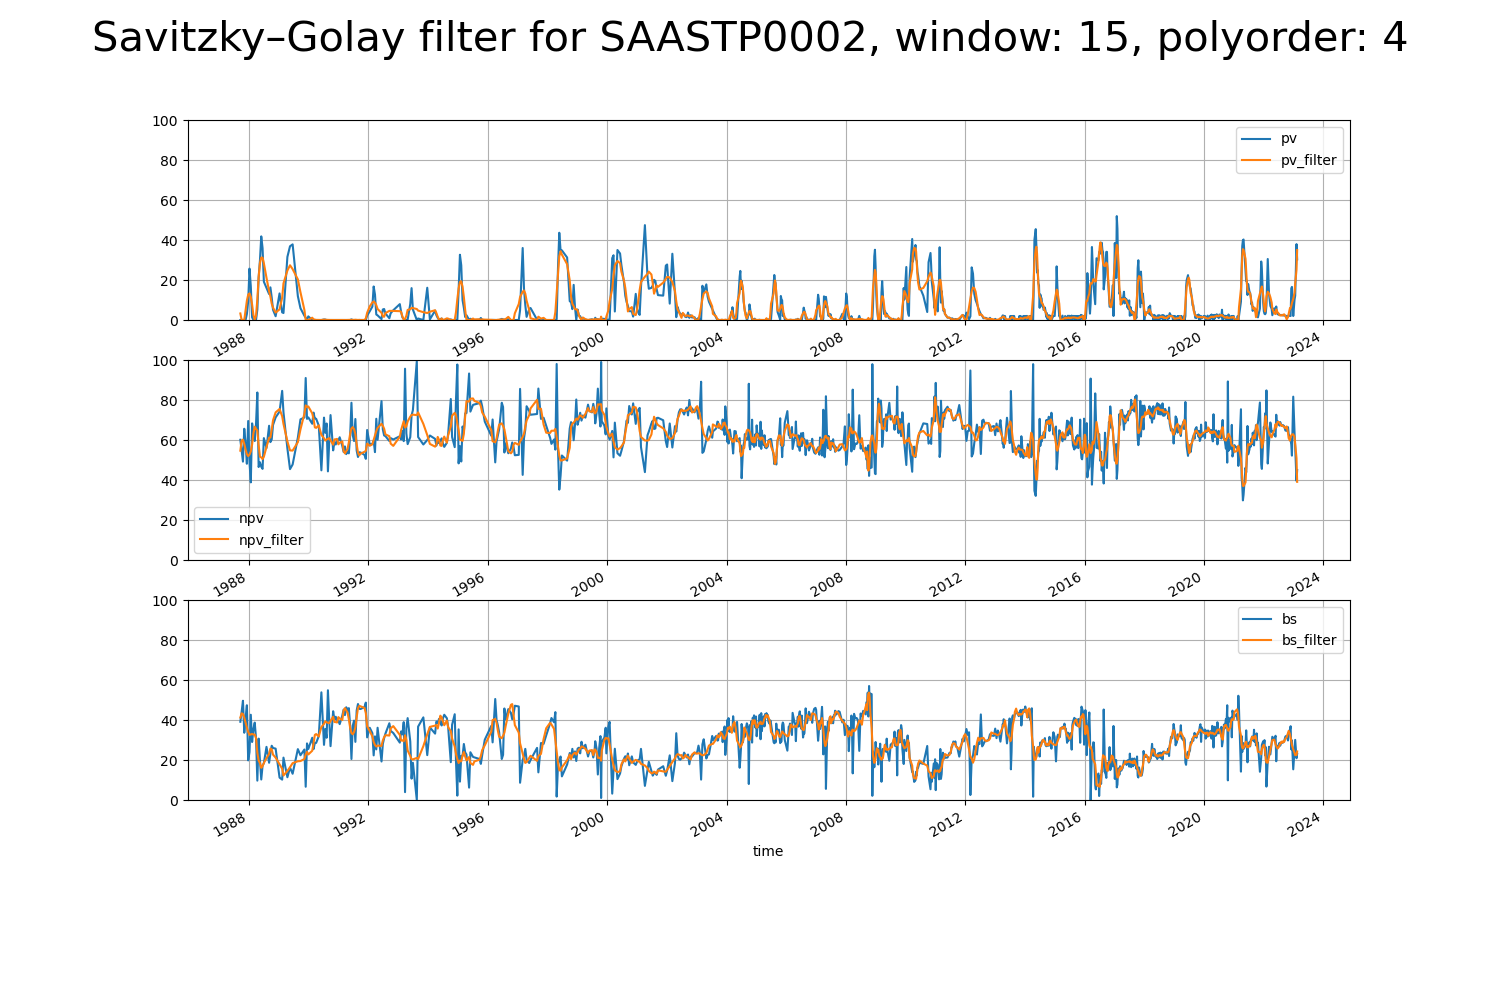 Savitzky–Golay filter for SAASTP0002, window: 15, polyorder: 4
100
80
60
40
20
0
pv
pv_filter
1988 1992 1996 2000 2004 2008 2012 2016 2020 2024
100
80
60
40
20
0
npv
npv_filter
1988 1992 1996 2000 2004 2008 2012 2016 2020 2024
100
80
60
40
20
0
bs
bs_filter
1988 1992 1996 2000 2004 2008 2012 2016 2020 2024
time